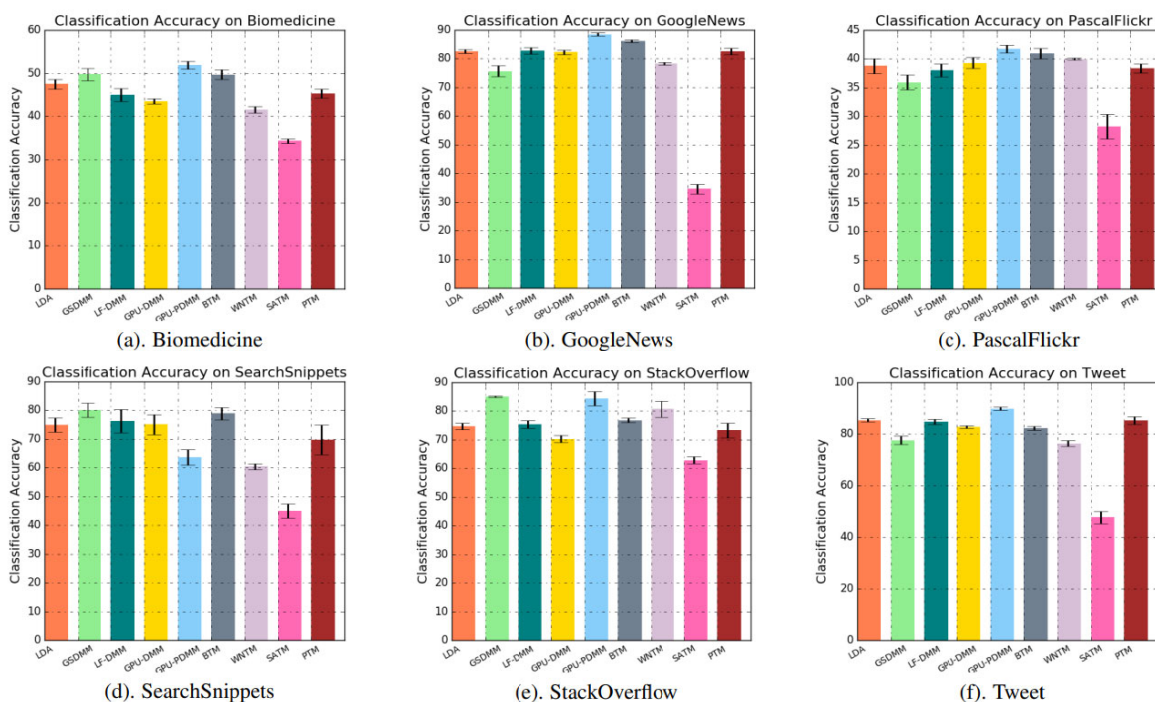 Classification Accuracy on Biomedicine
Classification Accuracy
60
50
40
30
20
10
0
LDA
GSDMM
LF-DMM
GPU-DMM
GPU-PDMM
BTM
WNTM
SATM
PTM
(a). Biomedicine
Classification Accuracy on GoogleNews
Classification Accuracy
90
80
70
60
50
40
30
20
10
0
LDA
GSDMM
LF-DMM
GPU-DMM
GPU-PDMM
BTM
WNTM
SATM
PTM
(b). GoogleNews
Classification Accuracy on PascalFlickr
Classification Accuracy
45
40
35
30
25
20
15
10
5
0
LDA
GSDMM
LF-DMM
GPU-DMM
GPU-PDMM
BTM
WNTM
SATM
PTM
(c). PascalFlickr
Classification Accuracy on SearchSnippets
Classification Accuracy
90
80
70
60
50
40
30
20
10
0
LDA
GSDMM
LF-DMM
GPU-DMM
GPU-PDMM
BTM
WNTM
SATM
PTM
(d). SearchSnippets
Classification Accuracy on StackOverflow
Classification Accuracy
90
80
70
60
50
40
30
20
10
0
LDA
GSDMM
LF-DMM
GPU-DMM
GPU-PDMM
BTM
WNTM
SATM
PTM
(e). StackOverflow
Classification Accuracy on Tweet
Classification Accuracy
100
80
60
40
20
0
LDA
GSDMM
LF-DMM
GPU-DMM
GPU-PDMM
BTM
WNTM
SATM
PTM
(f). Tweet